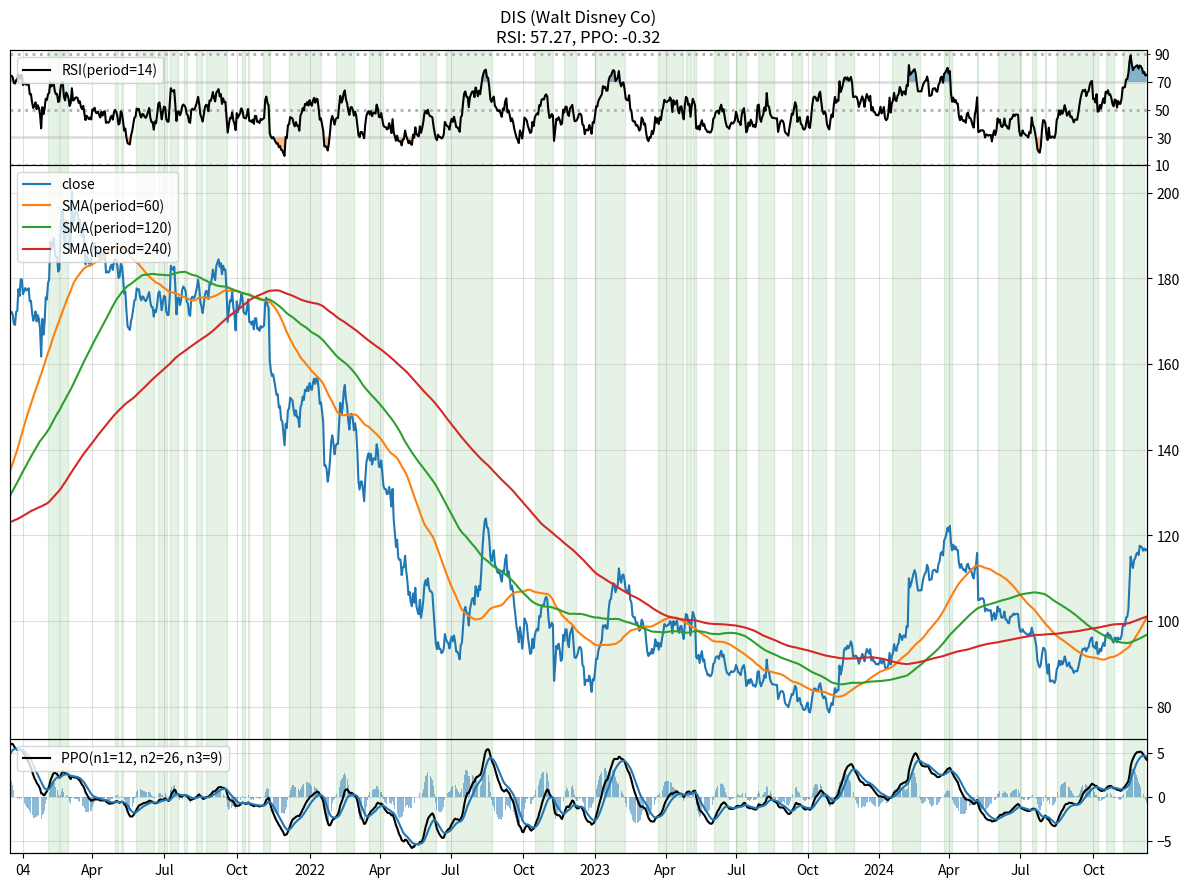 DIS (Walt Disney Co)
RSI: 57.27, PPO: -0.32
RSI(period=14)
90
70
50
30
10
close
SMA(period=60)
SMA(period=120)
SMA(period=240)
200
180
160
140
120
100
80
PPO(n1=12, n2=26, n3=9)
5
0
−5
04 Apr Jul Oct 2022 Apr Jul Oct 2023 Apr Jul Oct 2024 Apr Jul Oct